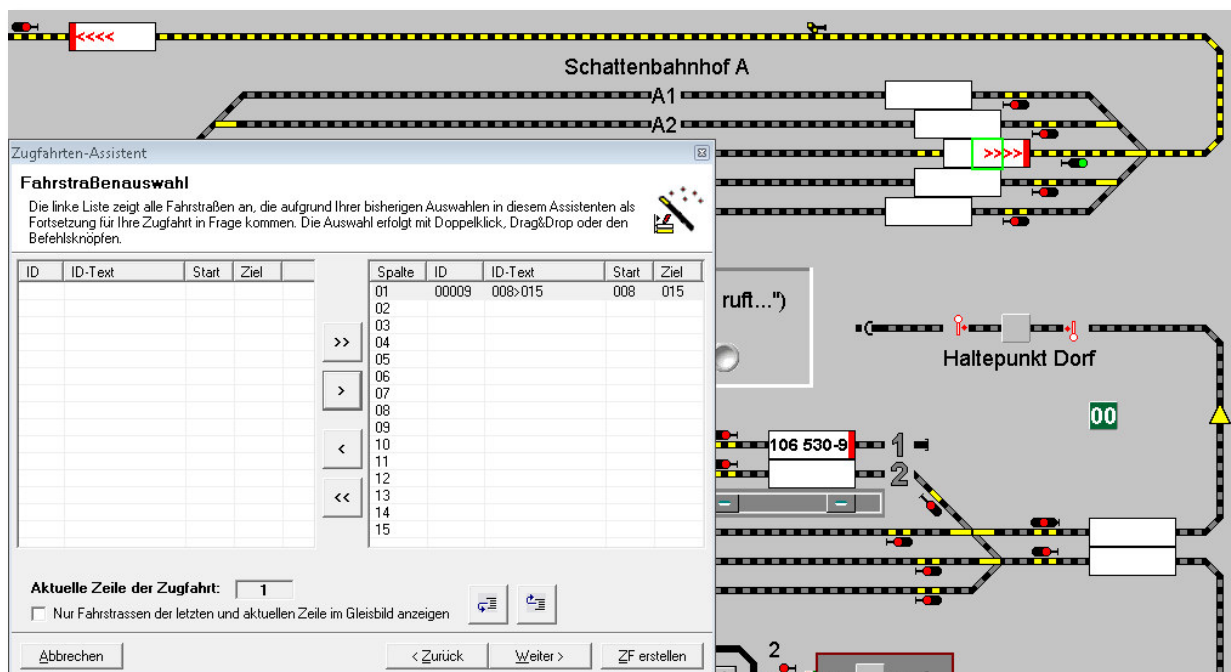 <<<<
Schattenbahnhof A
A1
A2
>>>>
Zugfahrten-Assistent
Fahrstraßenauswahl
Die linke Liste zeigt alle Fahrstraßen an, die aufgrund Ihrer bisherigen Auswahlen in diesem Assistenten als
Fortsetzung für Ihre Zugfahrt in Frage kommen. Die Auswahl erfolgt mit Doppelklick, Drag&Drop oder den
Befehlsknöpfen.
ID ID-Text Start Ziel
Spalte ID ID-Text Start Ziel
01 00009 008>015 008 015
02
03
04
05
06
07
08
09
10
11
12
13
14
15
>>
>
<
<<
ruft...")
Haltepunkt Dorf
00
106 530-9 1
2
Aktuelle Zeile der Zugfahrt: 1
Nur Fahrstrassen der letzten und aktuellen Zeile im Gleisbild anzeigen
Abbrechen < Zurück Weiter > ZF erstellen
2